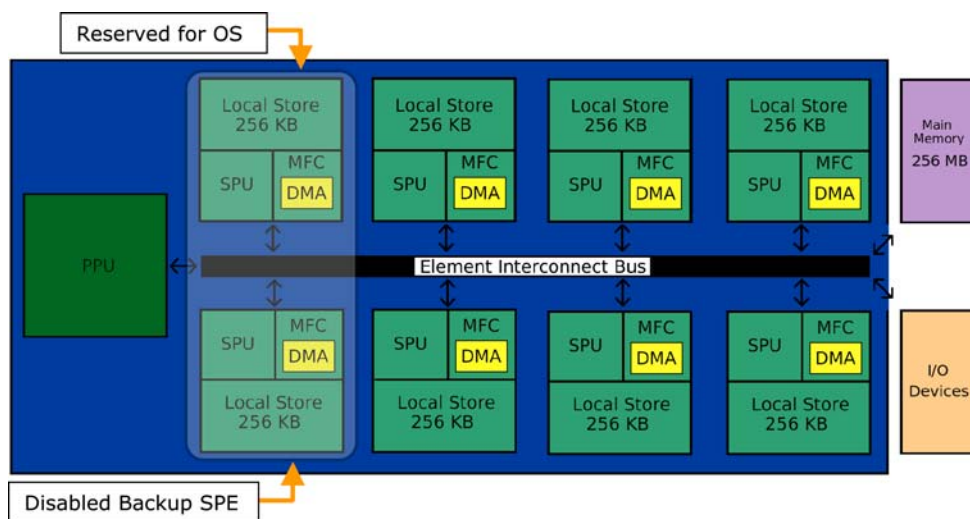 Reserved for OS
Local Store
256 KB
SPU
MFC
DMA
Local Store
256 KB
SPU
MFC
DMA
Local Store
256 KB
SPU
MFC
DMA
Local Store
256 KB
SPU
MFC
DMA
Main
Memory
256 MB
PPU
Element Interconnect Bus
SPU
MFC
DMA
Local Store
256 KB
SPU
MFC
DMA
Local Store
256 KB
SPU
MFC
DMA
Local Store
256 KB
SPU
MFC
DMA
Local Store
256 KB
I/O
Devices
Disabled Backup SPE